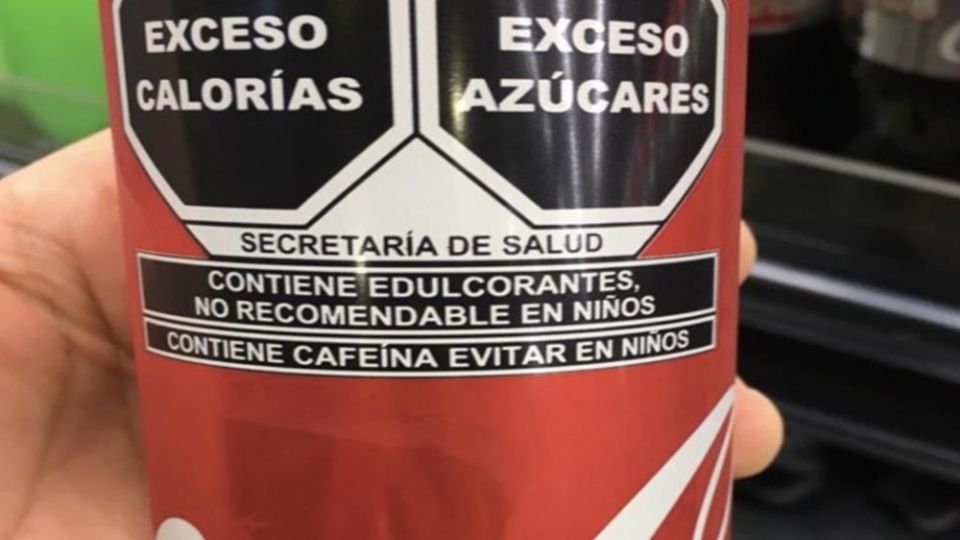 EXCESO
CALORÍAS
EXCESO
AZÚCARES
SECRETARÍA DE SALUD
CONTIENE EDULCORANTES,
NO RECOMENDABLE EN NIÑOS
CONTIENE CAFEÍNA EVITAR EN NIÑOS